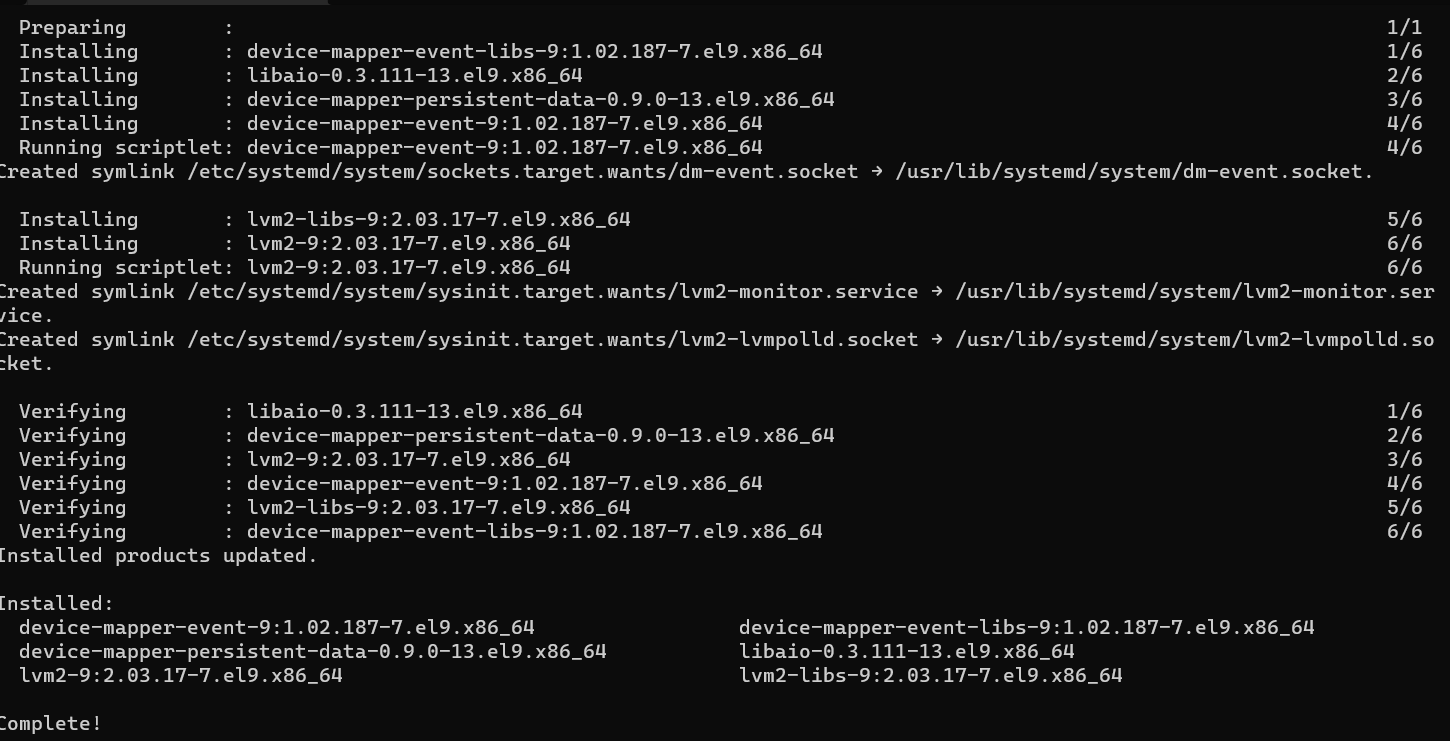 Preparing        :                                                                                                1/1
Installing       : device-mapper-event-libs-9:1.02.187-7.el9.x86_64                                               1/6
Installing       : libaio-0.3.111-13.el9.x86_64                                                                   2/6
Installing       : device-mapper-persistent-data-0.9.0-13.el9.x86_64                                              3/6
Installing       : device-mapper-event-9:1.02.187-7.el9.x86_64                                                    4/6
Running scriptlet: device-mapper-event-9:1.02.187-7.el9.x86_64                                                    4/6
Created symlink /etc/systemd/system/sockets.target.wants/dm-event.socket → /usr/lib/systemd/system/dm-event.socket.
Installing       : lvm2-libs-9:2.03.17-7.el9.x86_64                                                               5/6
Installing       : lvm2-9:2.03.17-7.el9.x86_64                                                                    6/6
Running scriptlet: lvm2-9:2.03.17-7.el9.x86_64                                                                    6/6
Created symlink /etc/systemd/system/sysinit.target.wants/lvm2-monitor.service → /usr/lib/systemd/system/lvm2-monitor.ser
vice.
Created symlink /etc/systemd/system/sysinit.target.wants/lvm2-lvmpolld.socket → /usr/lib/systemd/system/lvm2-lvmpolld.so
cket.
Verifying        : libaio-0.3.111-13.el9.x86_64                                                                   1/6
Verifying        : device-mapper-persistent-data-0.9.0-13.el9.x86_64                                              2/6
Verifying        : lvm2-9:2.03.17-7.el9.x86_64                                                                    3/6
Verifying        : device-mapper-event-9:1.02.187-7.el9.x86_64                                                    4/6
Verifying        : lvm2-libs-9:2.03.17-7.el9.x86_64                                                               5/6
Verifying        : device-mapper-event-libs-9:1.02.187-7.el9.x86_64                                               6/6
Installed products updated.
Installed:
device-mapper-event-9:1.02.187-7.el9.x86_64                 device-mapper-event-libs-9:1.02.187-7.el9.x86_64
device-mapper-persistent-data-0.9.0-13.el9.x86_64           libaio-0.3.111-13.el9.x86_64
lvm2-9:2.03.17-7.el9.x86_64                                 lvm2-libs-9:2.03.17-7.el9.x86_64
Complete!